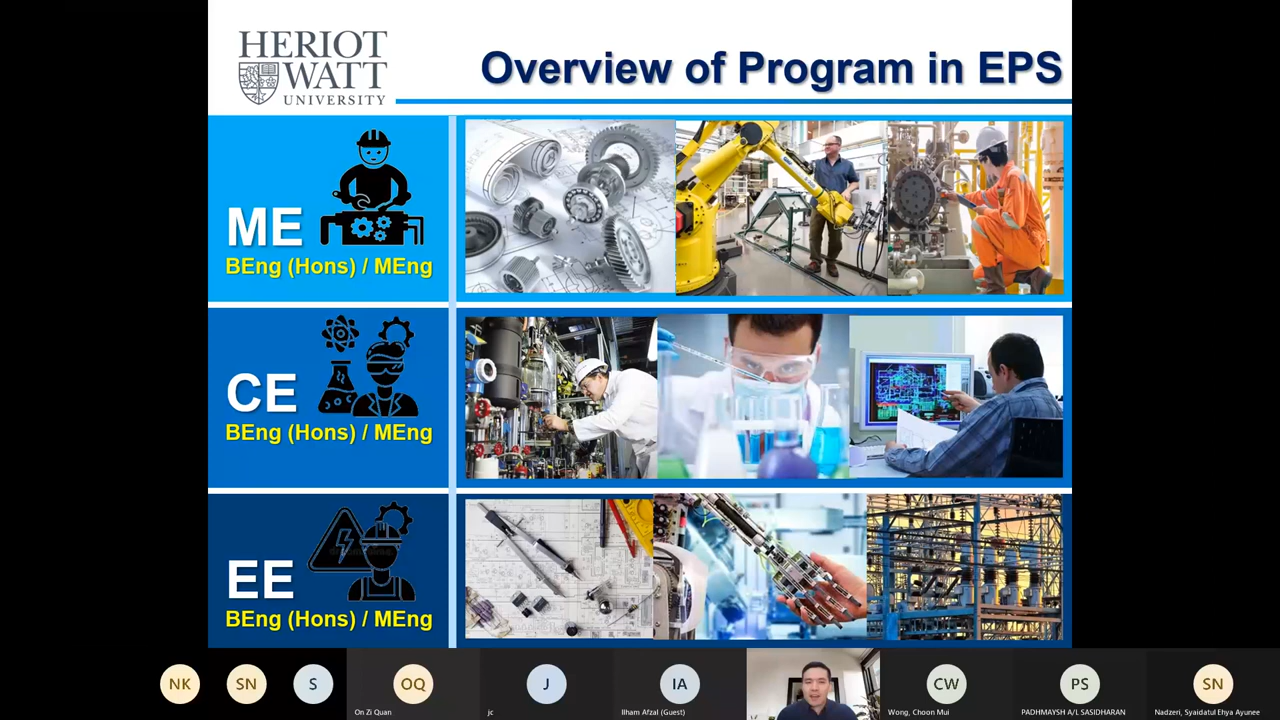 HERIOT
WATT
UNIVERSITY
Overview of Program in EPS
ME
BEng (Hons) / MEng
CE
BEng (Hons) / MEng
EE
BEng (Hons) / MEng
NK
SN
S
OQ
On Zi Quan
J
jc
IA
Ilham Afzal (Guest)
CW
Wong, Choon Mui
PS
PADHMAYSH A/L SASIDHARAN
SN
Nadzeri, Syaidatul Ehya Ayunee